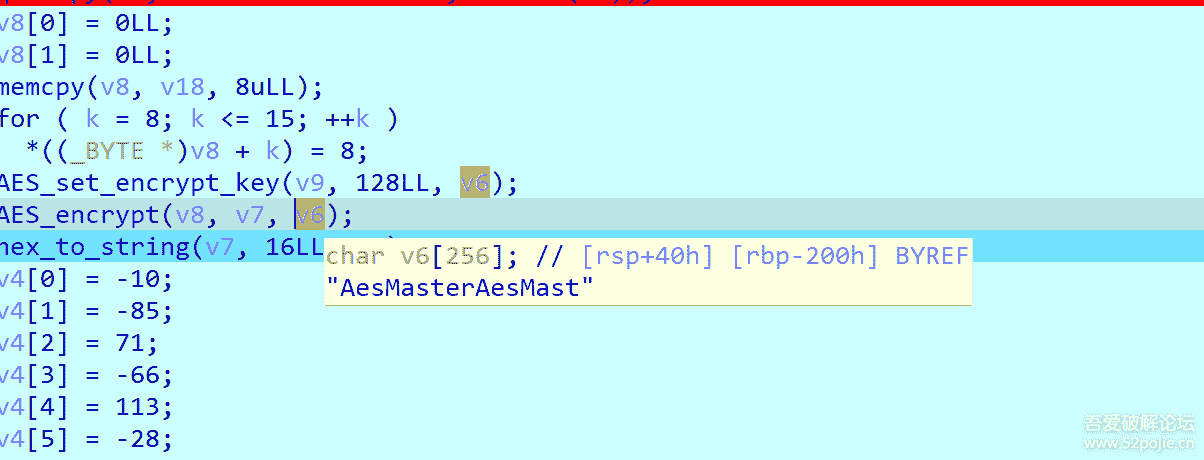 v8[0] = 0LL;
v8[1] = 0LL;
memcpy(v8, v18, 8uLL);
for ( k = 8; k <= 15; ++k )
*((_BYTE *)v8 + k) = 8;
AES_set_encrypt_key(v9, 128LL, v6);
AES_encrypt(v8, v7, v6);
hex_to_string(v7, 16LL
char v6[256]; // [rsp+40h] [rbp-200h] BYREF
"AesMasterAesMast"
v4[0] = -10;
v4[1] = -85;
v4[2] = 71;
v4[3] = -66;
v4[4] = 113;
v4[5] = -28;
吾爱破解论坛
www.52pojie.cn